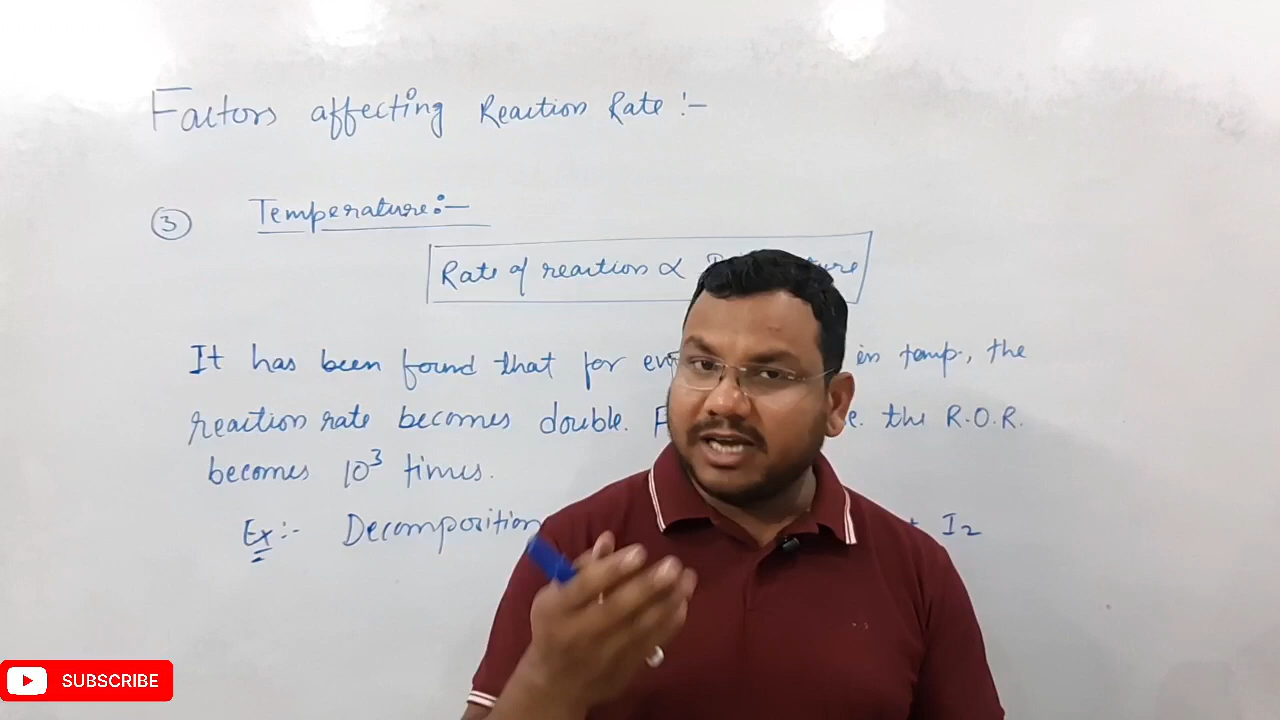 Factors affecting Reaction Rate :-
③ Temperature :-
Rate of reaction ∝
It has been found that for in temp., the
reaction rate becomes double. the R.O.R.
becomes 10³ times.
Ex :- Decomposition I₂
SUBSCRIBE